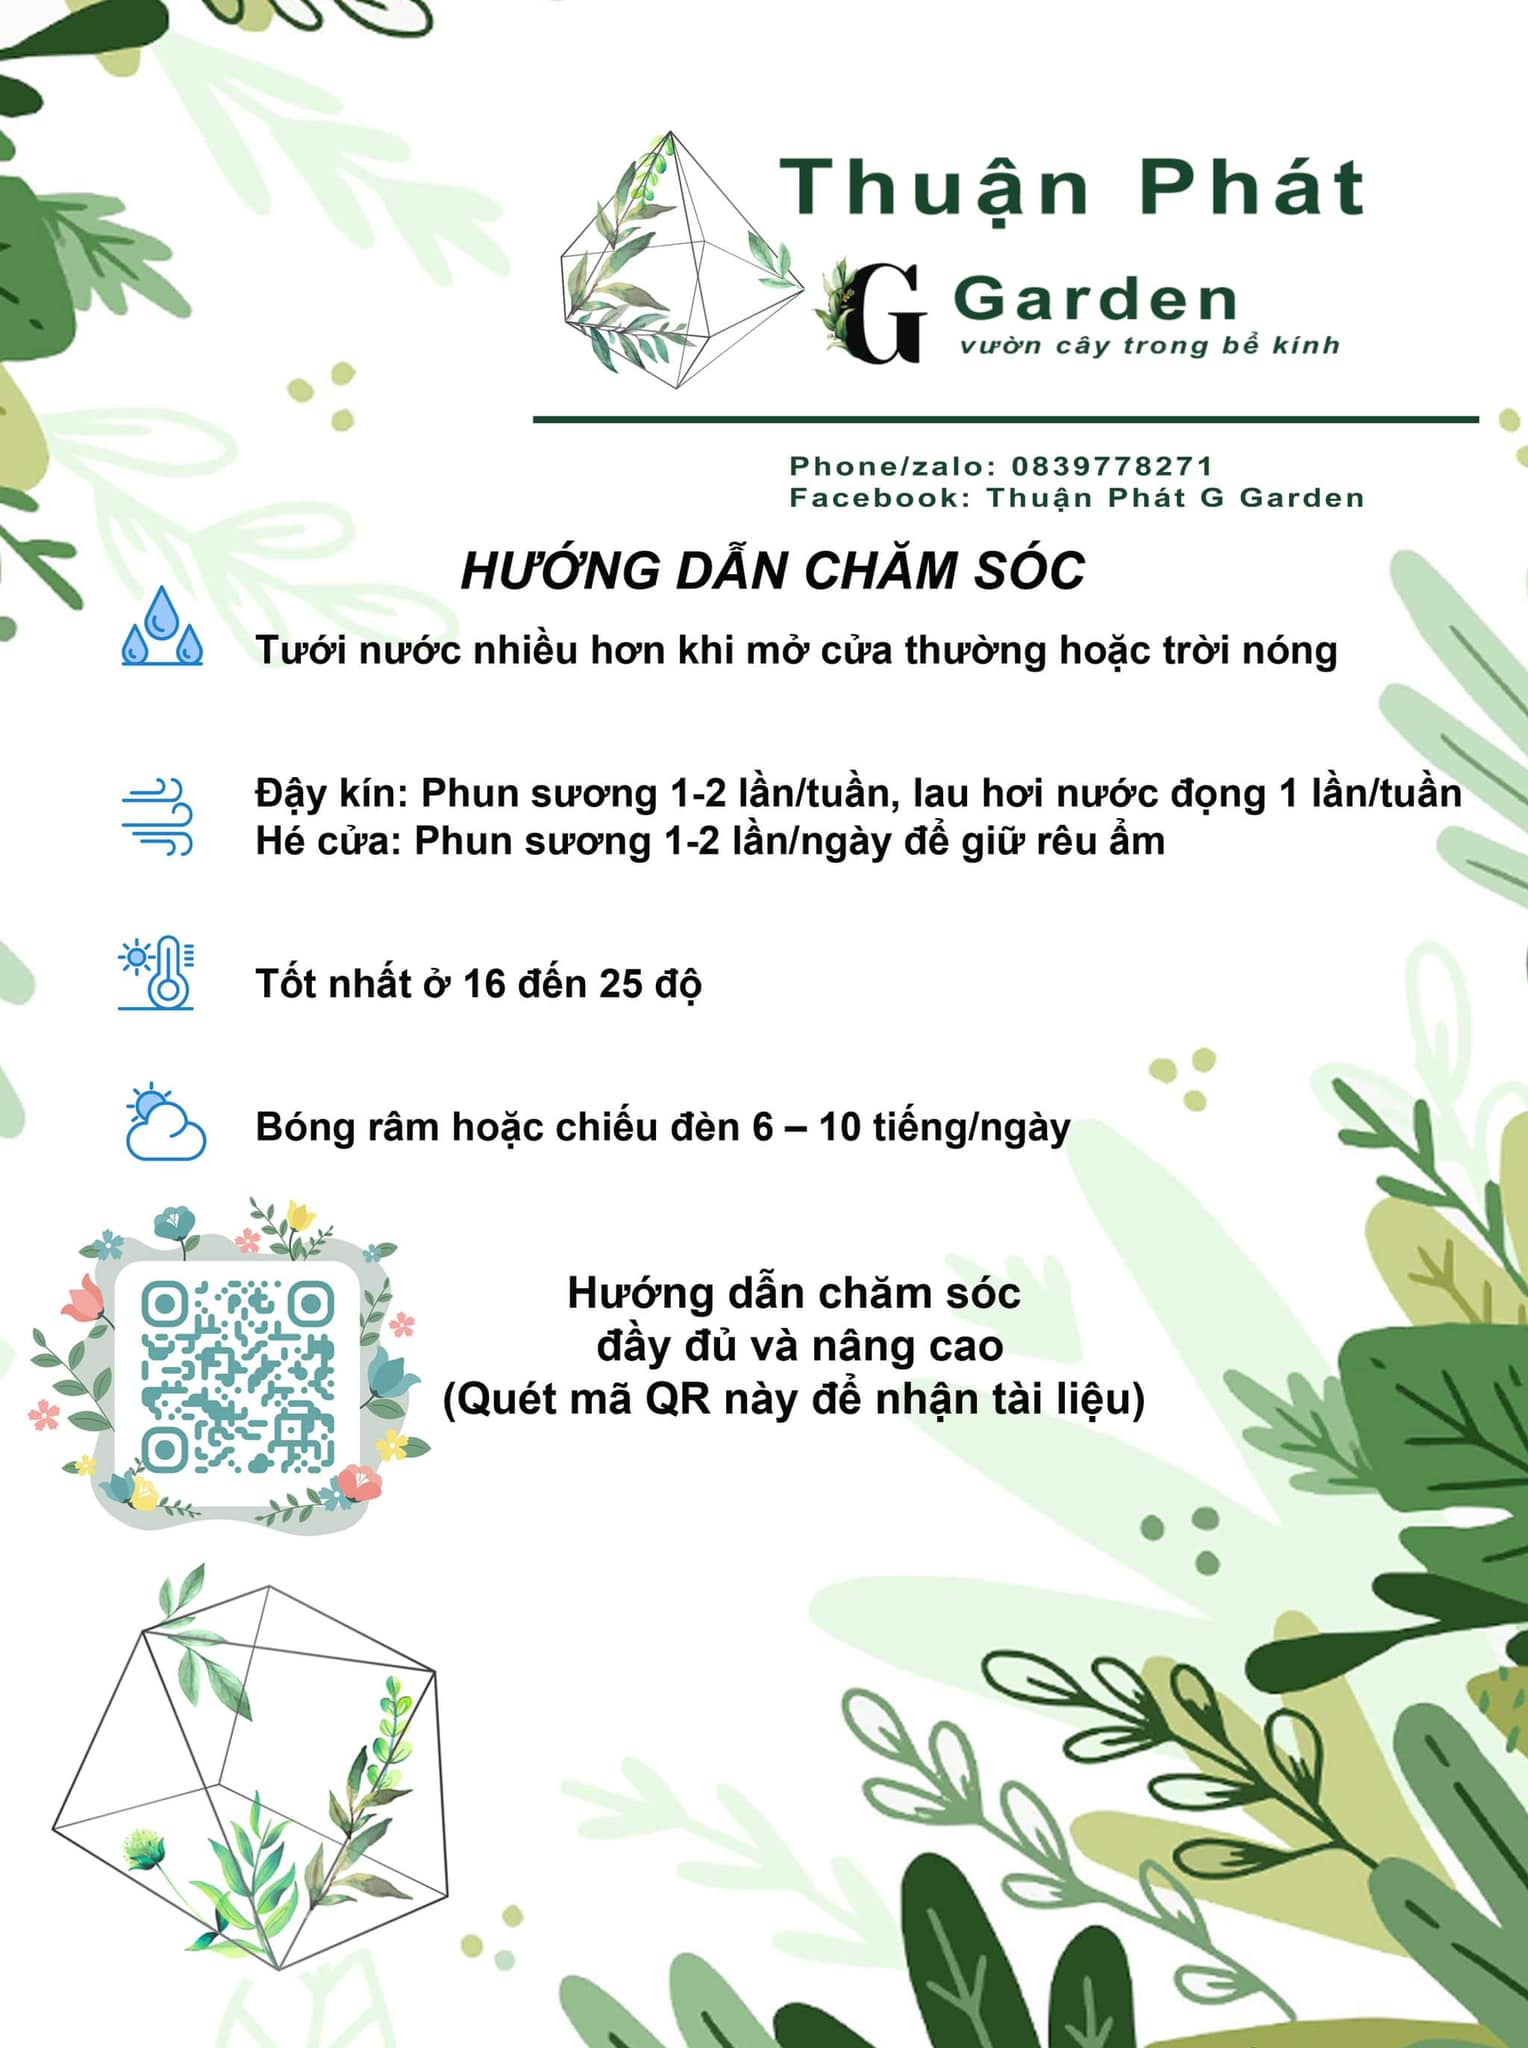 Thuận Phát
G Garden
vườn cây trong bể kính
Phone/zalo: 0839778271
Facebook: Thuận Phát G Garden
HƯỚNG DẪN CHĂM SÓC
Tưới nước nhiều hơn khi mở cửa thường hoặc trời nóng
Đậy kín: Phun sương 1-2 lần/tuần, lau hơi nước đọng 1 lần/tuần
Hé cửa: Phun sương 1-2 lần/ngày để giữ rêu ẩm
Tốt nhất ở 16 đến 25 độ
Bóng râm hoặc chiếu đèn 6 – 10 tiếng/ngày
Hướng dẫn chăm sóc
đầy đủ và nâng cao
(Quét mã QR này để nhận tài liệu)